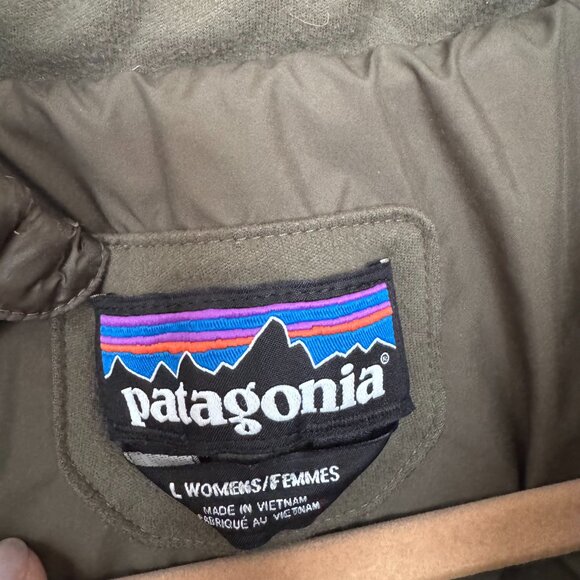 patagonia®
L WOMENS/FEMMES
MADE IN VIETNAM
FABRIQUÉ AU VIETNAM